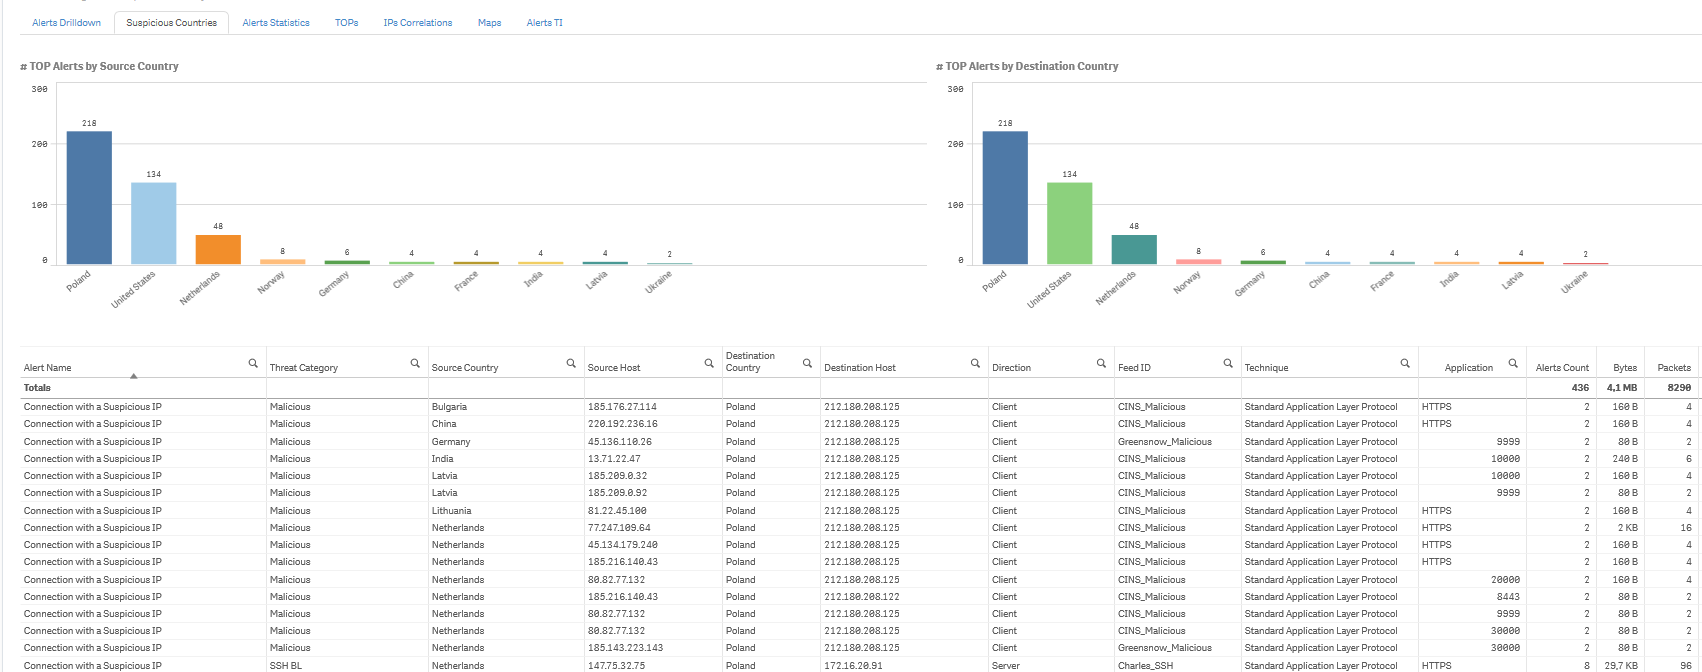 Alerts Drilldown Suspicious Countries Alerts Statistics TOPs IPs Correlations Maps Alerts TI
# TOP Alerts by Source Country
300
200
100
0
218
134
48
8
6
4
4
4
4
2
Poland
United States
Netherlands
Norway
Germany
China
France
India
Latvia
Ukraine
# TOP Alerts by Destination Country
300
200
100
0
218
134
48
8
6
4
4
4
4
2
Poland
United States
Netherlands
Norway
Germany
China
France
India
Latvia
Ukraine
Alert Name Threat Category Source Country Source Host Destination Country Destination Host Direction Feed ID Technique Application Alerts Count Bytes Packets
Totals 436 4,1 MB 8290
Connection with a Suspicious IP Malicious Bulgaria 185.176.27.114 Poland 212.180.208.125 Client CINS_Malicious Standard Application Layer Protocol HTTPS 2 160 B 4
Connection with a Suspicious IP Malicious China 220.192.236.16 Poland 212.180.208.125 Client CINS_Malicious Standard Application Layer Protocol HTTPS 2 160 B 4
Connection with a Suspicious IP Malicious Germany 45.136.110.26 Poland 212.180.208.125 Client Greensnow_Malicious Standard Application Layer Protocol 9999 2 80 B 2
Connection with a Suspicious IP Malicious India 13.71.22.47 Poland 212.180.208.125 Client CINS_Malicious Standard Application Layer Protocol 10000 2 240 B 6
Connection with a Suspicious IP Malicious Latvia 185.209.0.32 Poland 212.180.208.125 Client CINS_Malicious Standard Application Layer Protocol 10000 2 160 B 4
Connection with a Suspicious IP Malicious Latvia 185.209.0.92 Poland 212.180.208.125 Client CINS_Malicious Standard Application Layer Protocol 9999 2 80 B 2
Connection with a Suspicious IP Malicious Lithuania 81.22.45.100 Poland 212.180.208.125 Client CINS_Malicious Standard Application Layer Protocol HTTPS 2 160 B 4
Connection with a Suspicious IP Malicious Netherlands 77.247.109.64 Poland 212.180.208.125 Client CINS_Malicious Standard Application Layer Protocol HTTPS 2 2 KB 16
Connection with a Suspicious IP Malicious Netherlands 45.134.179.240 Poland 212.180.208.125 Client CINS_Malicious Standard Application Layer Protocol HTTPS 2 160 B 4
Connection with a Suspicious IP Malicious Netherlands 185.216.140.43 Poland 212.180.208.125 Client CINS_Malicious Standard Application Layer Protocol HTTPS 2 160 B 4
Connection with a Suspicious IP Malicious Netherlands 80.82.77.132 Poland 212.180.208.125 Client CINS_Malicious Standard Application Layer Protocol 20000 2 160 B 4
Connection with a Suspicious IP Malicious Netherlands 185.216.140.43 Poland 212.180.208.122 Client CINS_Malicious Standard Application Layer Protocol 8443 2 80 B 2
Connection with a Suspicious IP Malicious Netherlands 80.82.77.132 Poland 212.180.208.125 Client CINS_Malicious Standard Application Layer Protocol 9999 2 80 B 2
Connection with a Suspicious IP Malicious Netherlands 80.82.77.132 Poland 212.180.208.125 Client CINS_Malicious Standard Application Layer Protocol 30000 2 80 B 2
Connection with a Suspicious IP Malicious Netherlands 185.143.223.143 Poland 212.180.208.125 Client Greensnow_Malicious Standard Application Layer Protocol 30000 2 80 B 2
Connection with a Suspicious IP SSH BL Netherlands 147.75.32.75 Poland 172.16.20.91 Server Charles_SSH Standard Application Layer Protocol HTTPS 8 29,7 KB 96